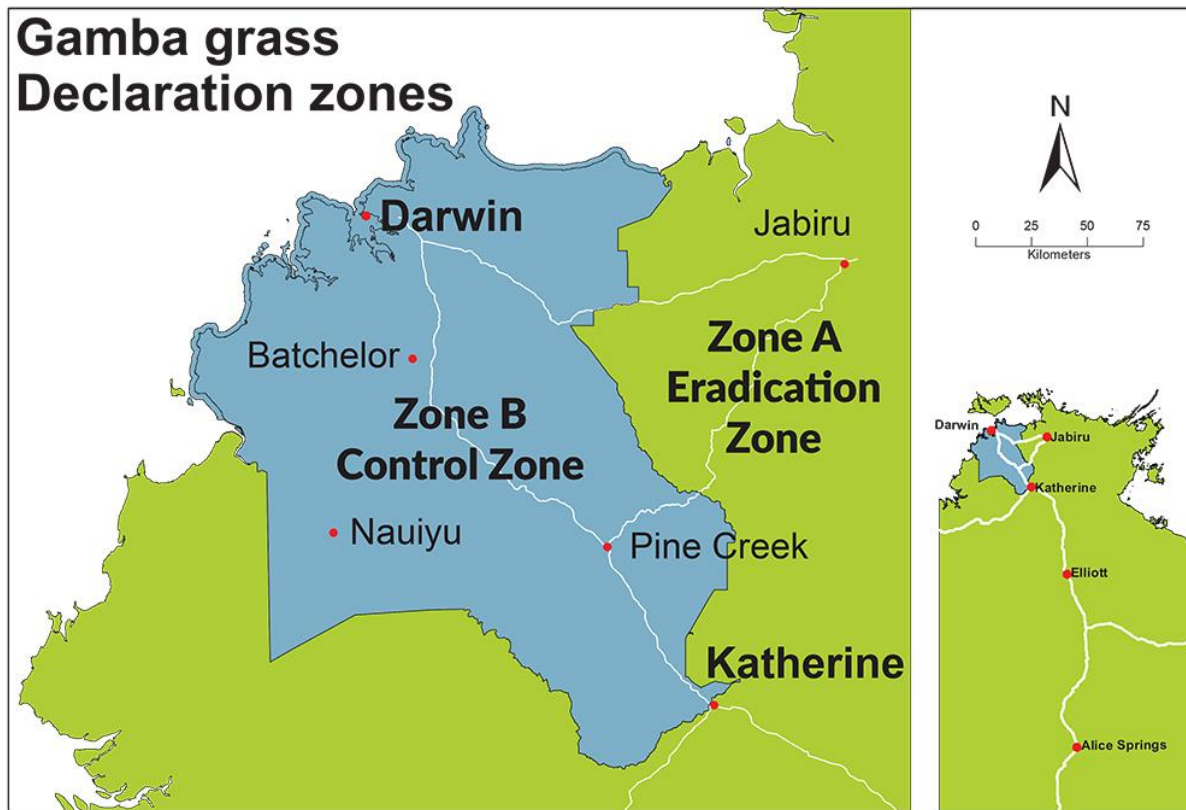 Gamba grass
Declaration zones
N
0 25 50 75
Kilometers
Darwin
Jabiru
Batchelor
Zone A
Eradication
Zone
Zone B
Control Zone
Nauiyu
Pine Creek
Katherine
Darwin
Jabiru
Katherine
Elliott
Alice Springs